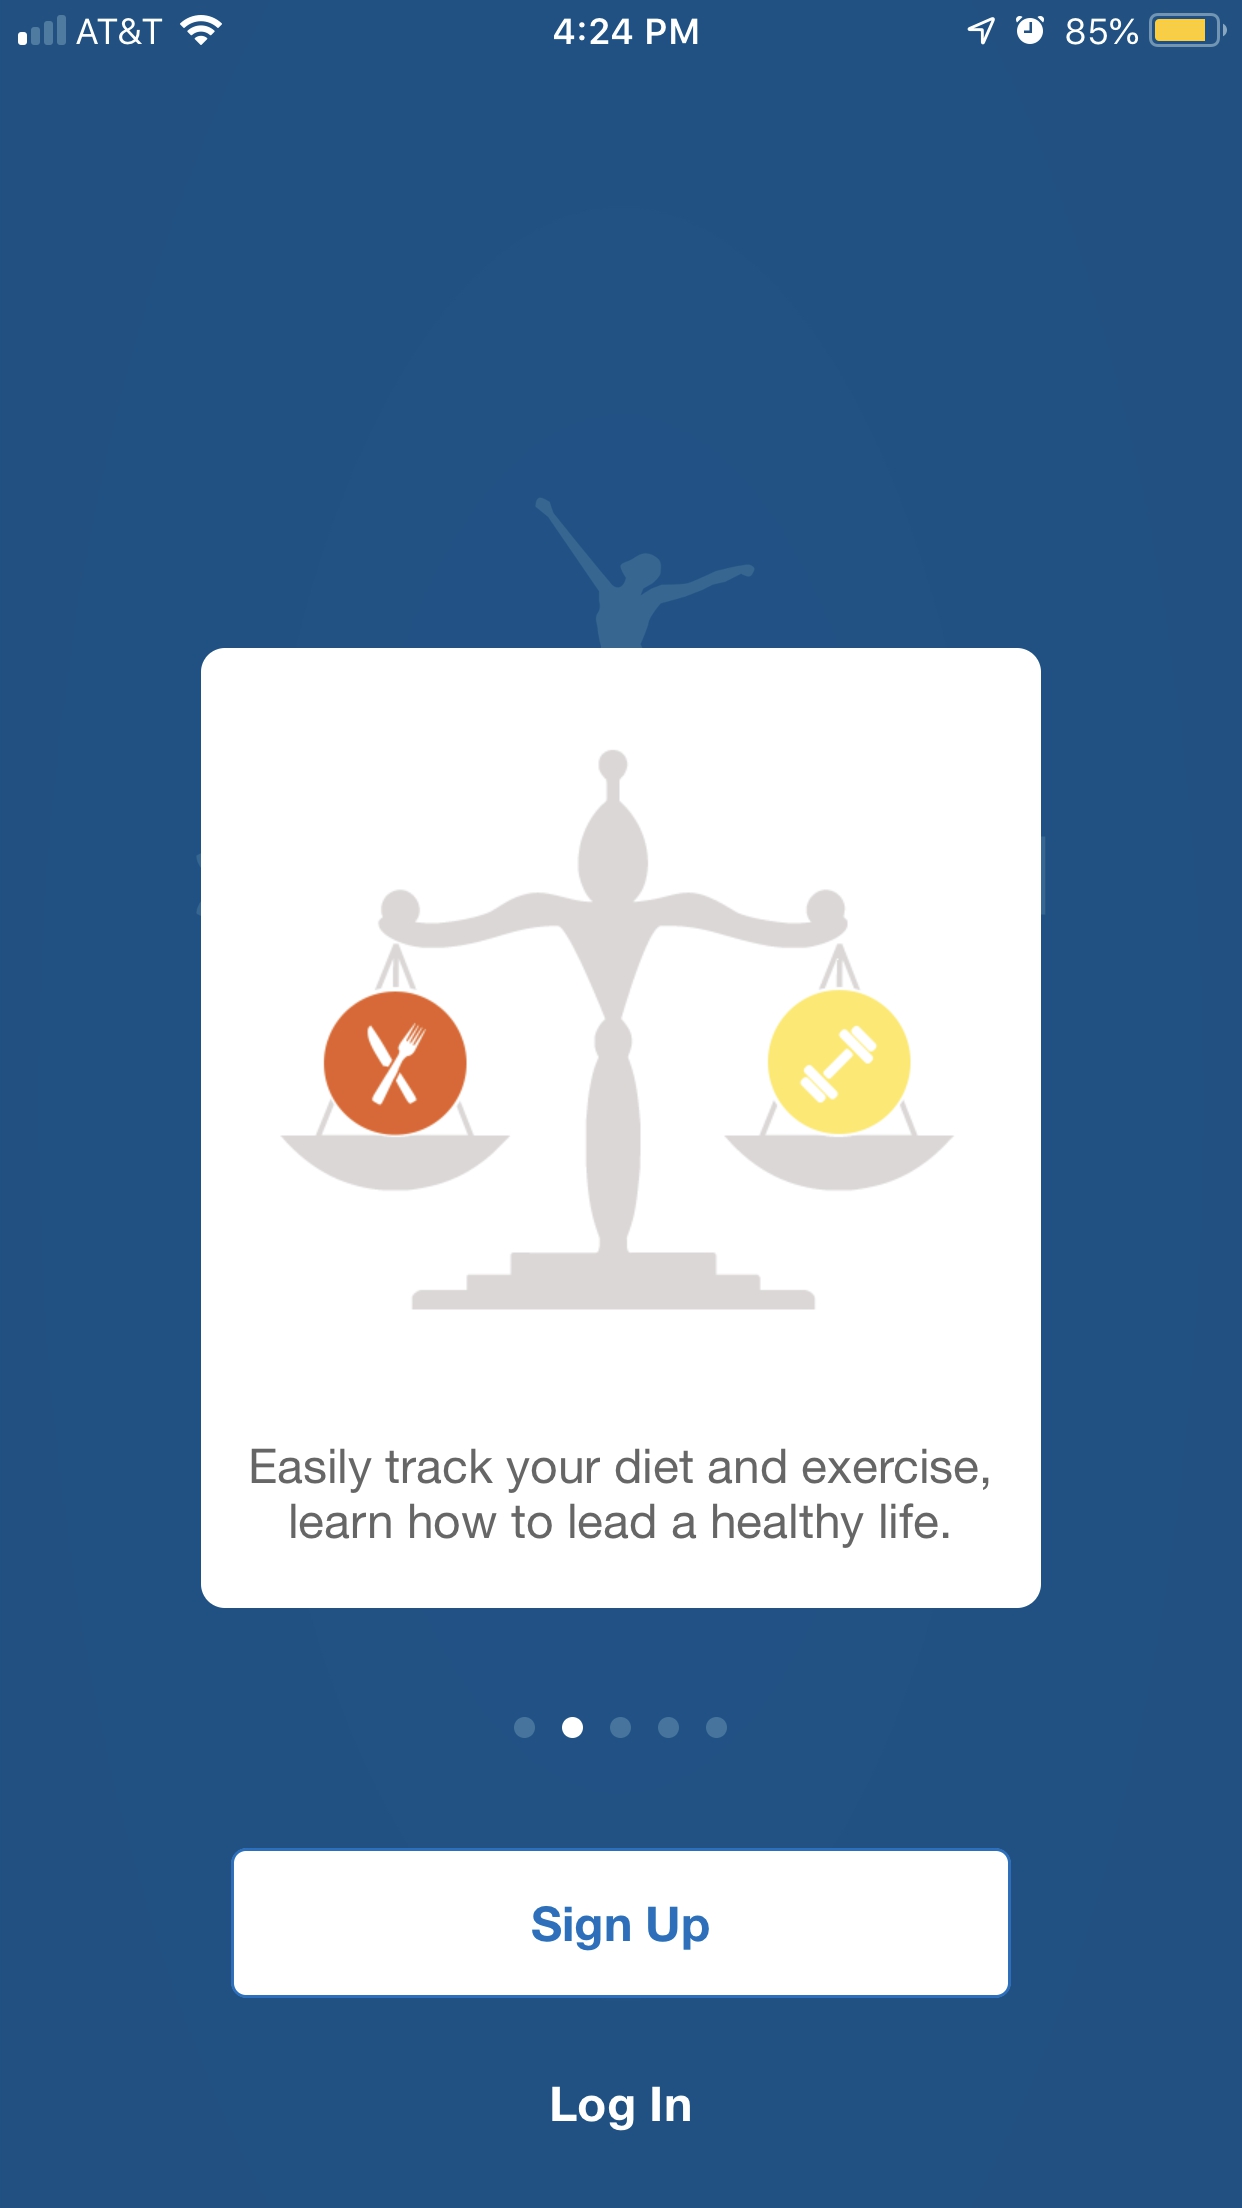 AT&T 4:24 PM 85%
Easily track your diet and exercise,
learn how to lead a healthy life.
Sign Up
Log In